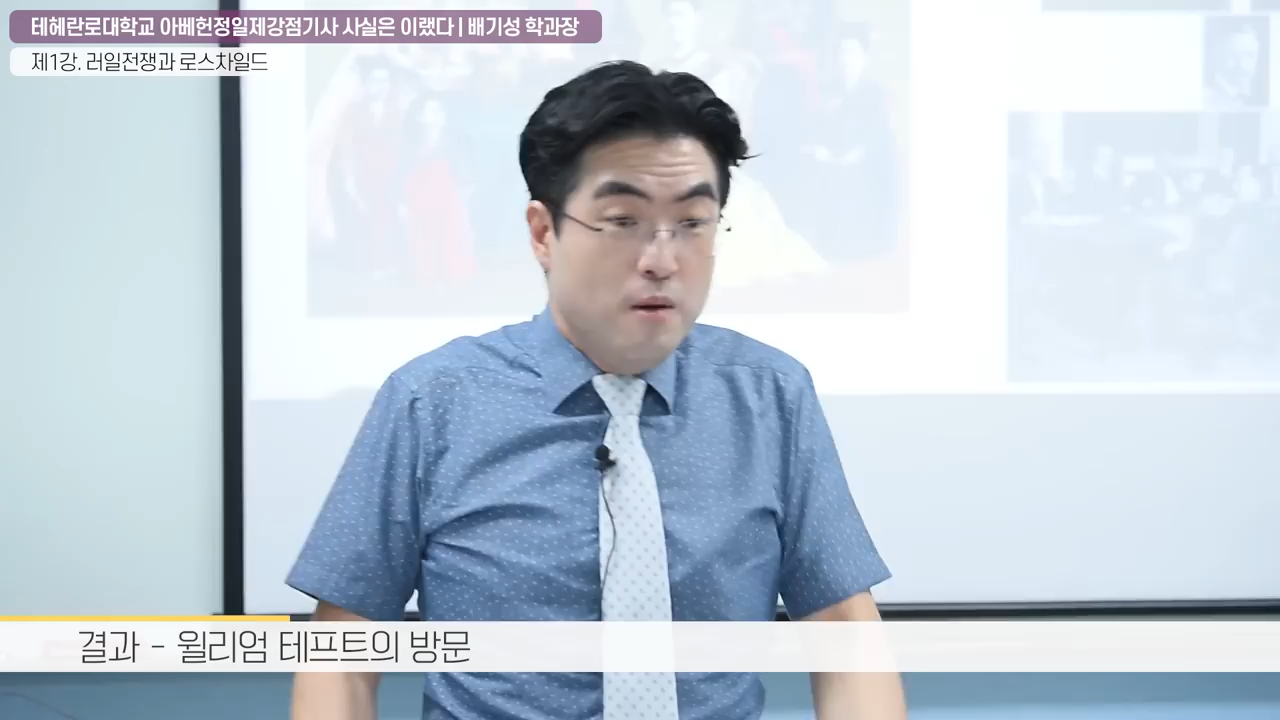 테헤란로대학교 아베헌정일제강점기사 사실은 이랬다 | 배기성 학과장
제1강. 러일전쟁과 로스차일드
결과 - 윌리엄 테프트의 방문